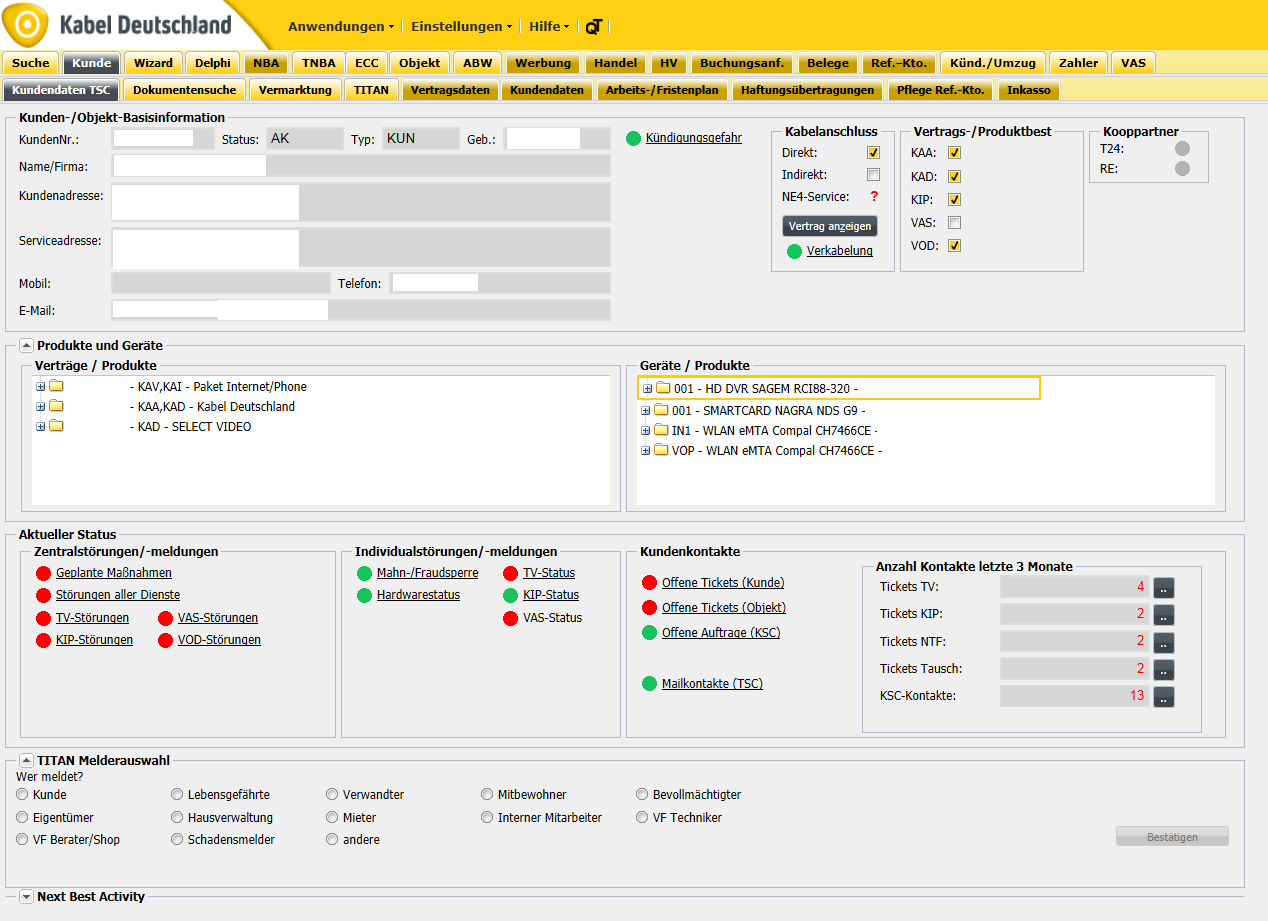 Kabel Deutschland
Anwendungen Einstellungen Hilfe QT
Suche Kunde Wizard Delphi NBA TNBA ECC Objekt ABW Werbung Handel HV Buchungsanf. Belege Ref.-Kto. Künd./Umzug Zahler VAS
Kundendaten TSC Dokumentensuche Vermarktung TITAN Vertragsdaten Kundendaten Arbeits-/Fristenplan Haftungsübertragungen Pflege Ref.-Kto. Inkasso
Kunden-/Objekt-Basisinformation
KundenNr.: Status: AK Typ: KUN Geb.: Kündigungsgefahr
Name/Firma:
Kundenadresse:
Serviceadresse:
Mobil: Telefon:
E-Mail:
Kabelanschluss
Direkt:
Indirekt:
NE4-Service: ?
Vertrag anzeigen
Verkabelung
Vertrags-/Produktbest
KAA:
KAD:
KIP:
VAS:
VOD:
Kooppartner
T24:
RE:
Produkte und Geräte
Verträge / Produkte
- KAV,KAI - Paket Internet/Phone
- KAA,KAD - Kabel Deutschland
- KAD - SELECT VIDEO
Geräte / Produkte
001 - HD DVR SAGEM RCI88-320 -
001 - SMARTCARD NAGRA NDS G9 -
IN1 - WLAN eMTA Compal CH7466CE -
VOP - WLAN eMTA Compal CH7466CE -
Aktueller Status
Zentralstörungen/-meldungen
Geplante Maßnahmen
Störungen aller Dienste
TV-Störungen VAS-Störungen
KIP-Störungen VOD-Störungen
Individualstörungen/-meldungen
Mahn-/Fraudsperre TV-Status
Hardwarestatus KIP-Status
VAS-Status
Kundenkontakte
Offene Tickets (Kunde)
Offene Tickets (Objekt)
Offene Auftrage (KSC)
Mailkontakte (TSC)
Anzahl Kontakte letzte 3 Monate
Tickets TV: 4 ..
Tickets KIP: 2 ..
Tickets NTF: 2 ..
Tickets Tausch: 2 ..
KSC-Kontakte: 13 ..
TITAN Melderauswahl
Wer meldet?
Kunde Lebensgefährte Verwandter Mitbewohner Bevollmächtigter
Eigentümer Hausverwaltung Mieter Interner Mitarbeiter VF Techniker
VF Berater/Shop Schadensmelder andere
Bestätigen
Next Best Activity